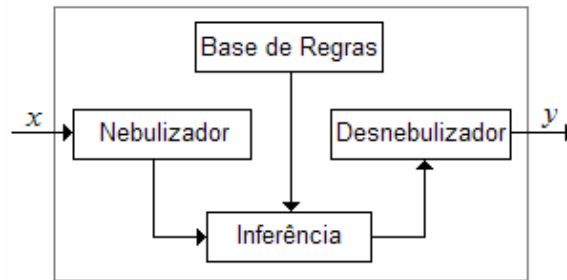 Base de Regras
x
Nebulizador
Desnebulizador
y
Inferência